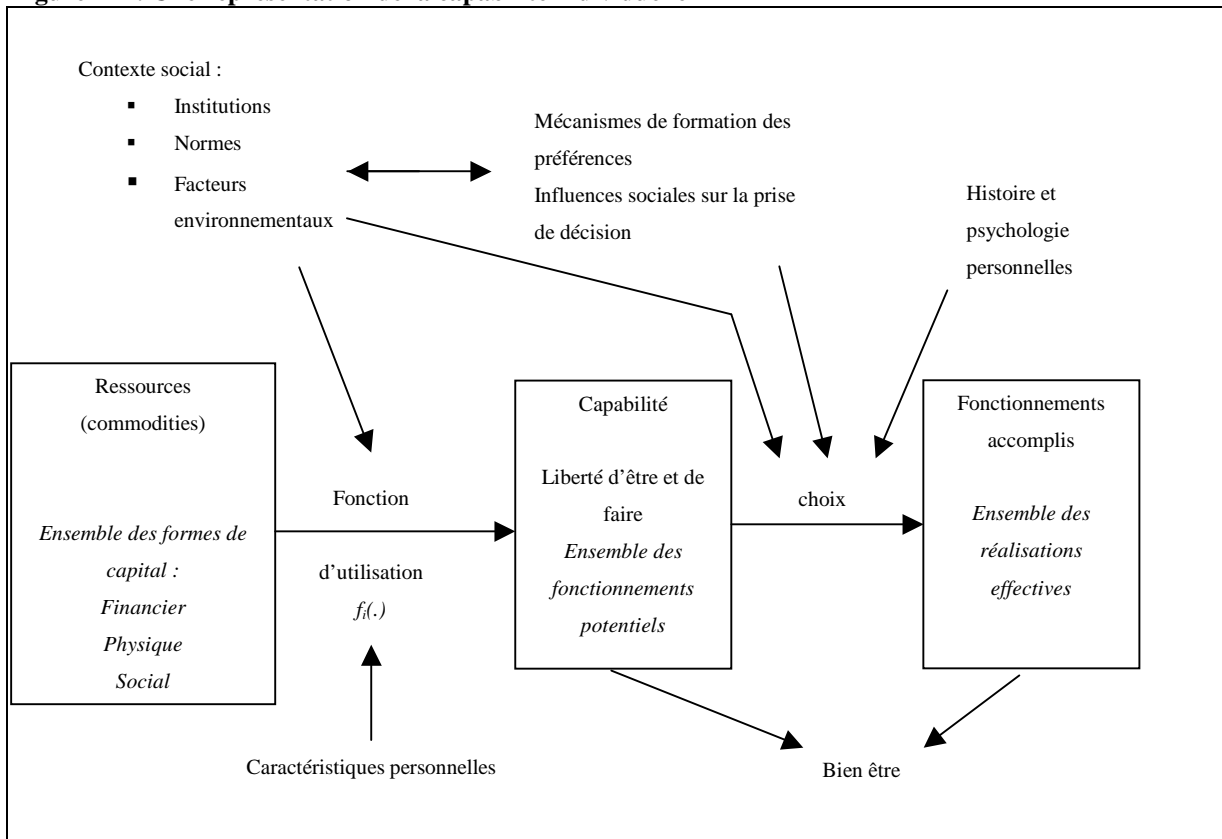 Contexte social :
▪ Institutions
▪ Normes
▪ Facteurs
environnementaux
Mécanismes de formation des
préférences
Influences sociales sur la prise
de décision
Histoire et
psychologie
personnelles
Ressources
(commodities)
Ensemble des formes de
capital :
Financier
Physique
Social
Fonction
d’utilisation
fi(.)
Caractéristiques personnelles
Capabilité
Liberté d’être et de
faire
Ensemble des
fonctionnements
potentiels
choix
Fonctionnements
accomplis
Ensemble des
réalisations
effectives
Bien être